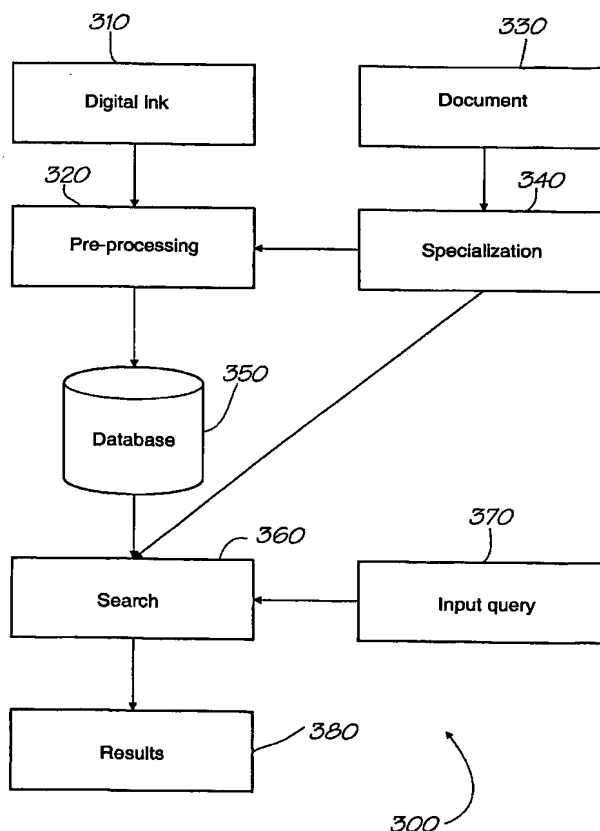 310
330
Digital Ink
Document
320
340
Pre-processing
Specialization
350
Database
360
370
Search
Input query
Results
380
300